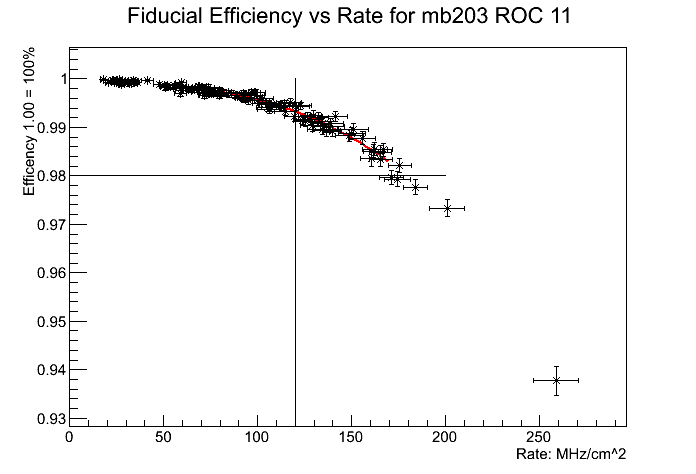 Fiducial Efficiency vs Rate for mb203 ROC 11
Efficency 1.00 = 100%
1
0.99
0.98
0.97
0.96
0.95
0.94
0.93
0 50 100 150 200 250
Rate: MHz/cm^2